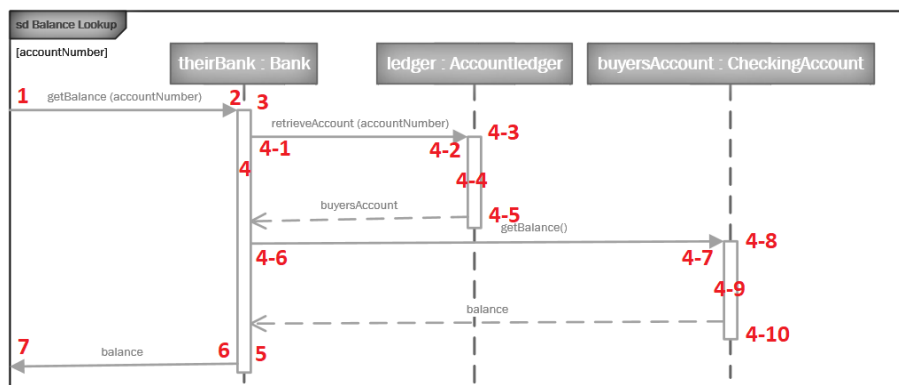 sd Balance Lookup
[accountNumber]
theirBank : Bank
ledger : Accountledger
buyersAccount : CheckingAccount
1 getBalance (accountNumber) 2 3
retrieveAccount (accountNumber) 4-3
4-1 4-2
4 4-4
buyersAccount 4-5
getBalance()
4-6 4-7 4-8
4-9
balance
4-10
7 balance 6 5